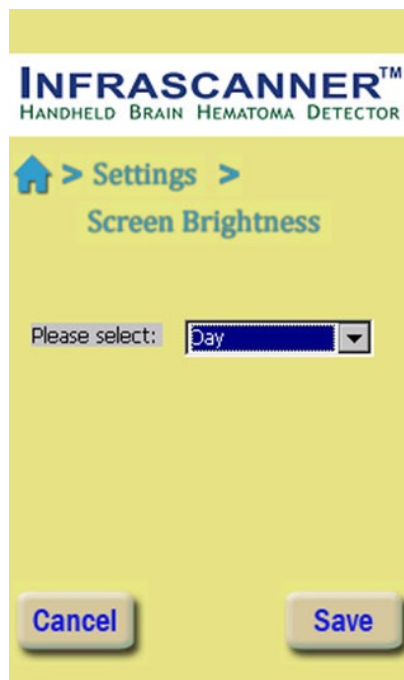 INFRASCANNER™
HANDHELD BRAIN HEMATOMA DETECTOR
> Settings >
Screen Brightness
Please select: Day
Cancel Save